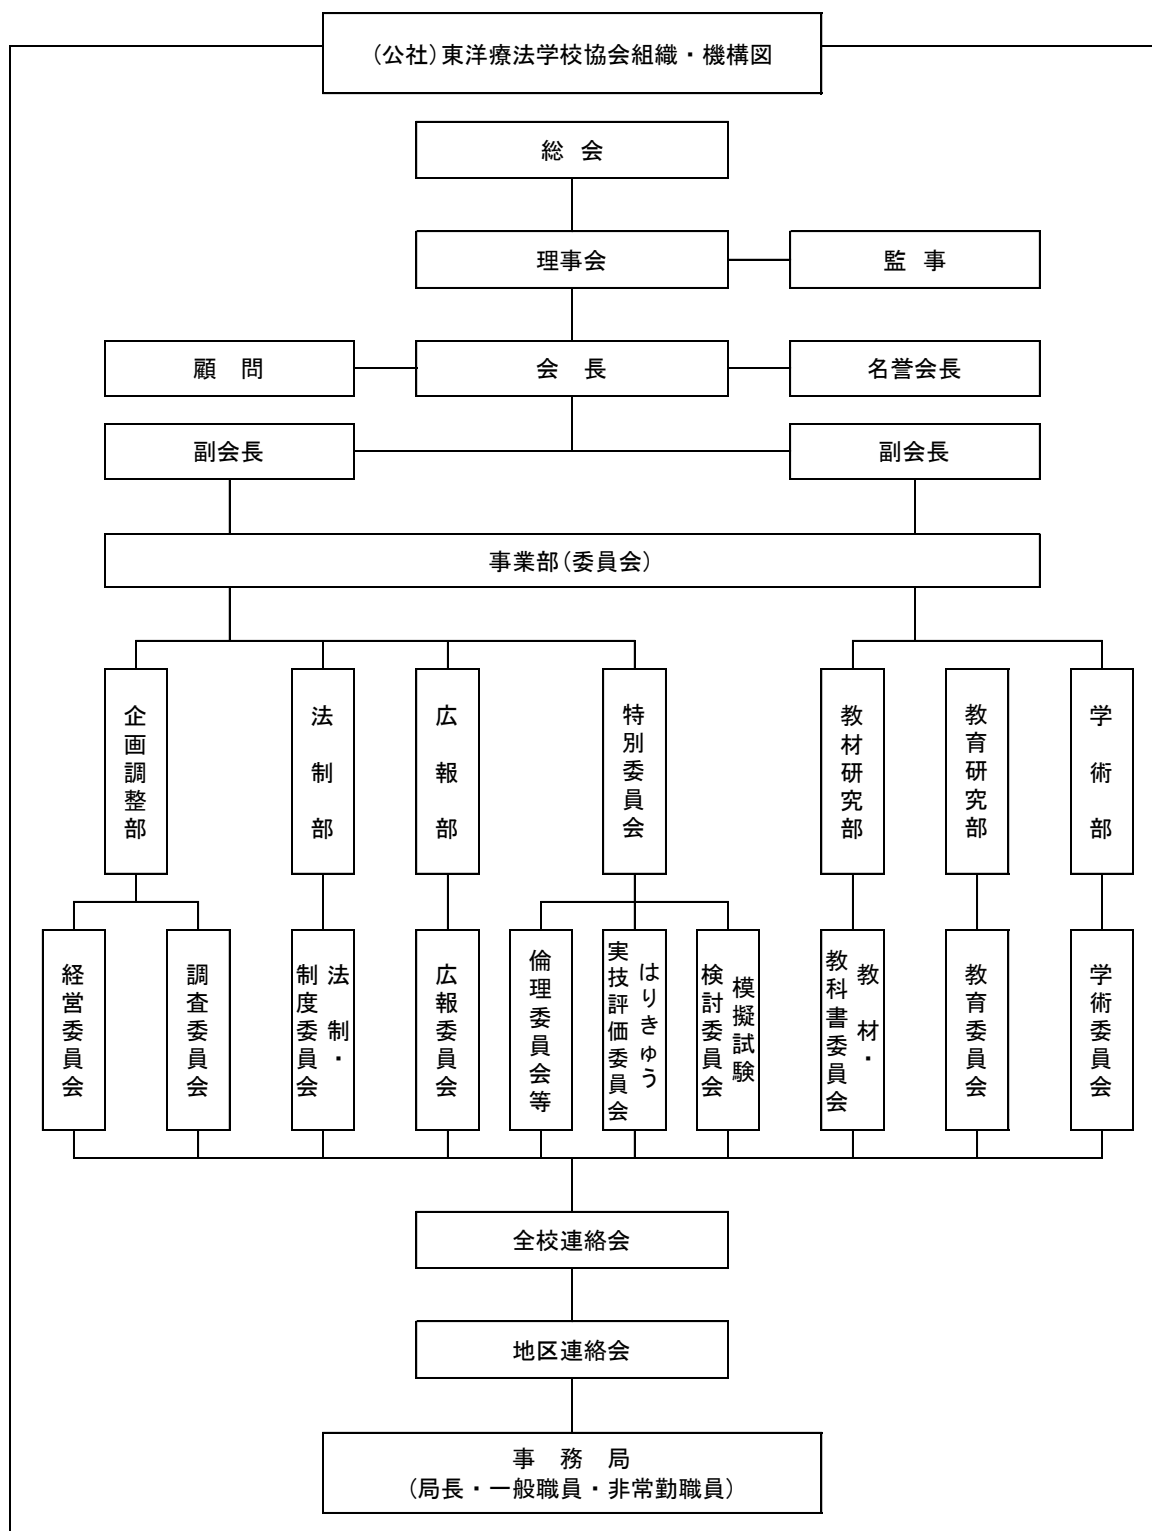 (公社)東洋療法学校協会組織・機構図
総 会
理事会
監 事
顧 問
会 長
名誉会長
副会長
副会長
事業部(委員会)
企画調整部
法制部
広報部
特別委員会
教材研究部
教育研究部
学術部
経営委員会
調査委員会
法制・
制度委員会
広報委員会
倫理委員会等
はりきゅう
実技評価委員会
模擬試験
検討委員会
教材・
教科書委員会
教育委員会
学術委員会
全校連絡会
地区連絡会
事 務 局
(局長・一般職員・非常勤職員)